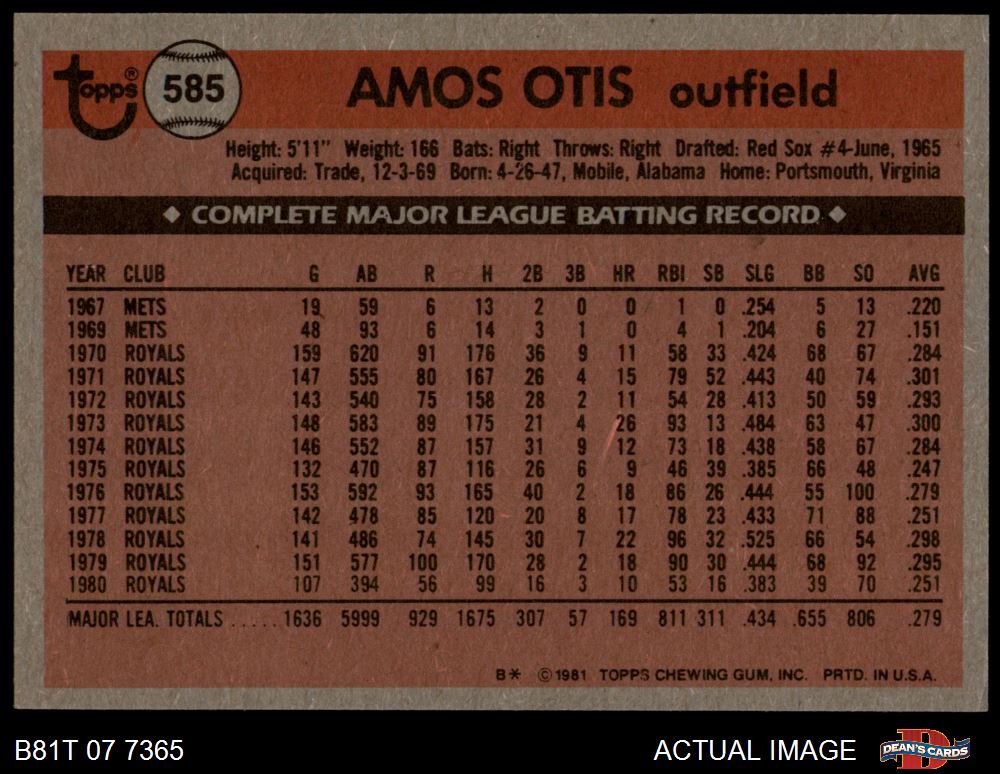 Topps® 585 AMOS OTIS outfield
Height: 5'11" Weight: 166 Bats: Right Throws: Right Drafted: Red Sox #4-June, 1965
Acquired: Trade, 12-3-69 Born: 4-26-47, Mobile, Alabama Home: Portsmouth, Virginia
◆ COMPLETE MAJOR LEAGUE BATTING RECORD ◆
YEAR CLUB G AB R H 2B 3B HR RBI SB SLG BB SO AVG
1967 METS 19 59 6 13 2 0 0 1 0 .254 5 13 .220
1969 METS 48 93 6 14 3 1 0 4 1 .204 6 27 .151
1970 ROYALS 159 620 91 176 36 9 11 58 33 .424 68 67 .284
1971 ROYALS 147 555 80 167 26 4 15 79 52 .443 40 74 .301
1972 ROYALS 143 540 75 158 28 2 11 54 28 .413 50 59 .293
1973 ROYALS 148 583 89 175 21 4 26 93 13 .484 63 47 .300
1974 ROYALS 146 552 87 157 31 9 12 73 18 .438 58 67 .284
1975 ROYALS 132 470 87 116 26 6 9 46 39 .385 66 48 .247
1976 ROYALS 153 592 93 165 40 2 18 86 26 .444 55 100 .279
1977 ROYALS 142 478 85 120 20 8 17 78 23 .433 71 88 .251
1978 ROYALS 141 486 74 145 30 7 22 96 32 .525 66 54 .298
1979 ROYALS 151 577 100 170 28 2 18 90 30 .444 68 92 .295
1980 ROYALS 107 394 56 99 16 3 10 53 16 .383 39 70 .251
MAJOR LEA. TOTALS ..... 1636 5999 929 1675 307 57 169 811 311 .434 .655 806 .279
B* ©1981 TOPPS CHEWING GUM, INC. PRTD. IN U.S.A.
B81T 07 7365 ACTUAL IMAGE DEAN'S CARDS